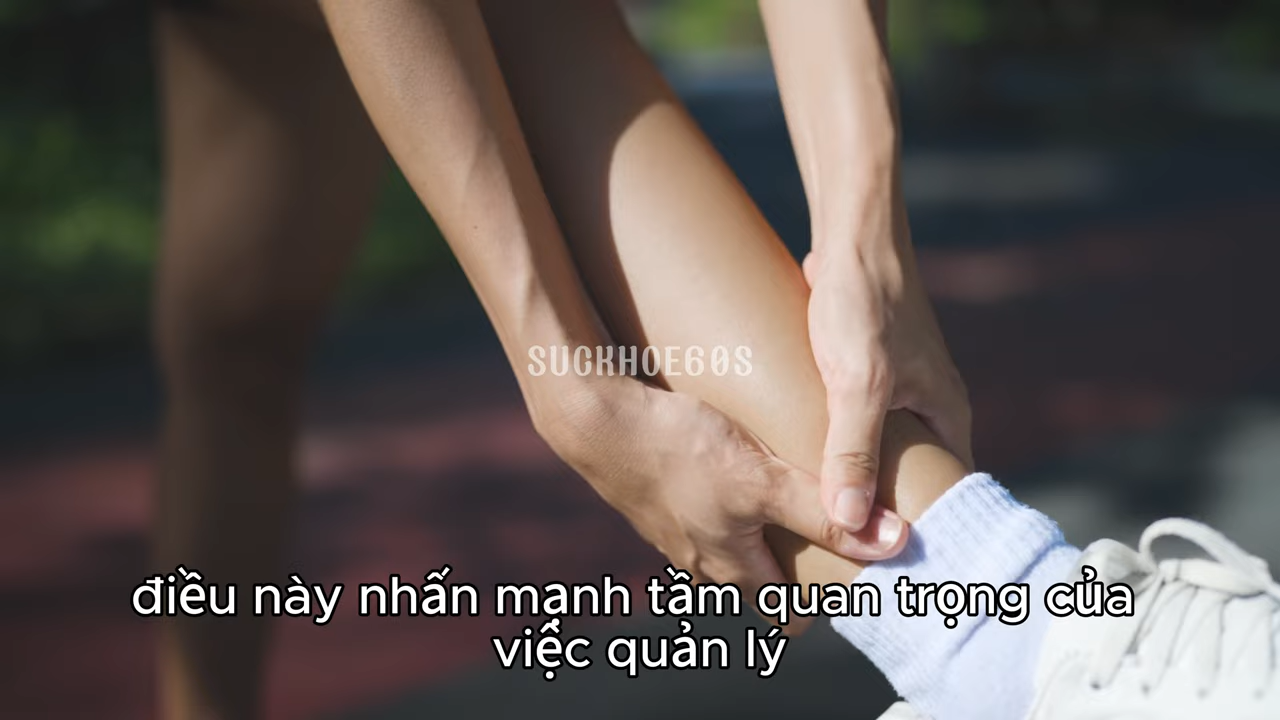 SUCKHOE60S
điều này nhấn mạnh tầm quan trọng của
việc quản lý